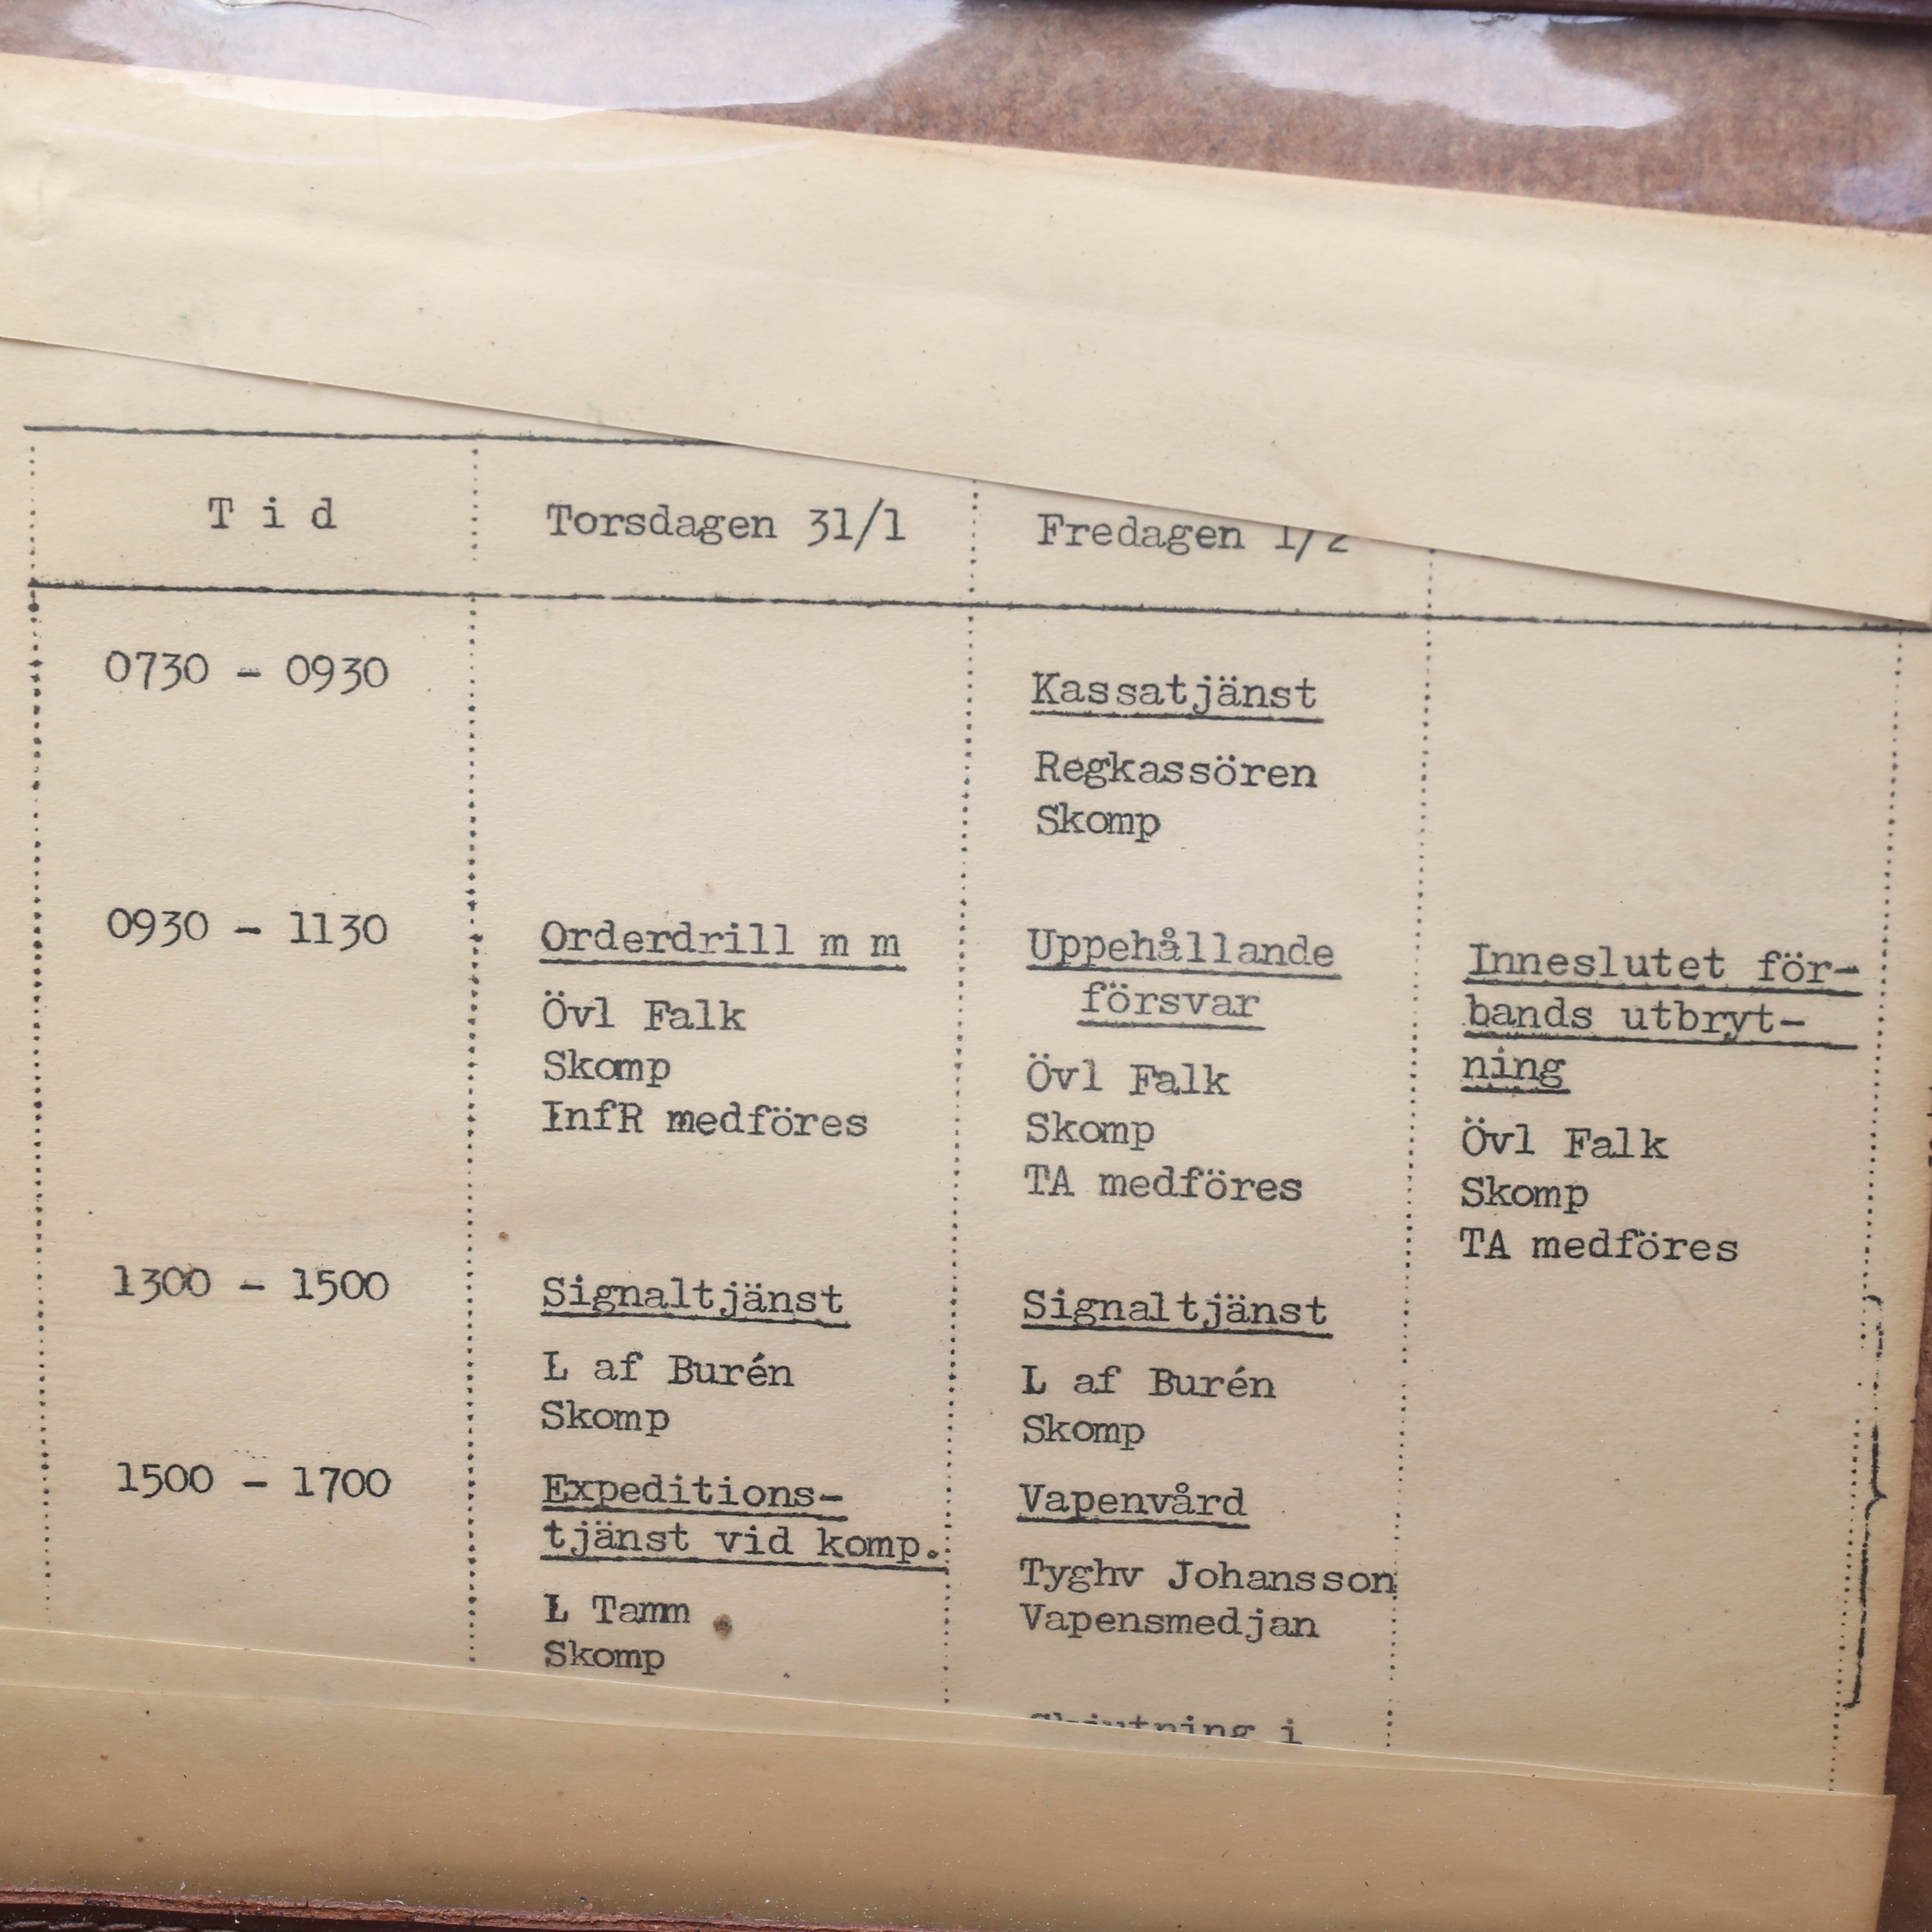 T i d
Torsdagen 31/1
Fredagen 1/2
0730 - 0930
Kassatjänst
Regkassören
Skomp
0930 - 1130
Orderdrill m m
Övl Falk
Skomp
InfR medföres
Uppehållande
försvar
Övl Falk
Skomp
TA medföres
Inneslutet för-
bands utbryt-
ning
Övl Falk
Skomp
TA medföres
1300 - 1500
Signaltjänst
L af Burén
Skomp
Signaltjänst
L af Burén
Skomp
1500 - 1700
Expeditions-
tjänst vid komp.
L Tamm
Skomp
Vapenvård
Tyghv Johansson
Vapensmedjan
Skjutning i